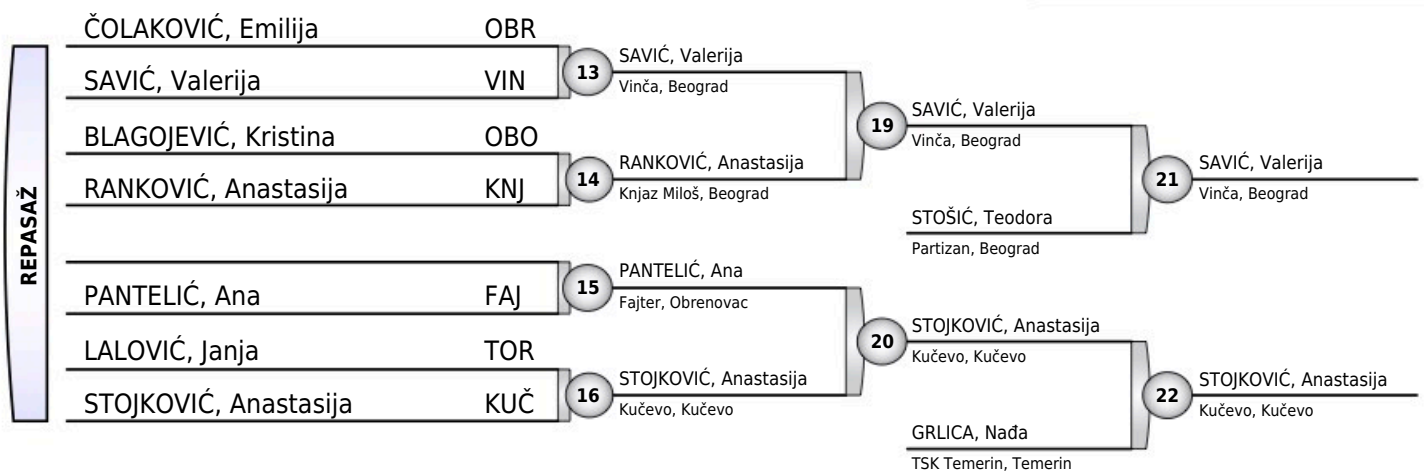 REPASAŽ
ČOLAKOVIĆ, Emilija OBR
SAVIĆ, Valerija VIN
BLAGOJEVIĆ, Kristina OBO
RANKOVIĆ, Anastasija KNJ
PANTELIĆ, Ana FAJ
LALOVIĆ, Janja TOR
STOJKOVIĆ, Anastasija KUČ
13
SAVIĆ, Valerija
Vinča, Beograd
14
RANKOVIĆ, Anastasija
Knjaz Miloš, Beograd
15
PANTELIĆ, Ana
Fajter, Obrenovac
16
STOJKOVIĆ, Anastasija
Kučevo, Kučevo
19
SAVIĆ, Valerija
Vinča, Beograd
STOŠIĆ, Teodora
Partizan, Beograd
20
STOJKOVIĆ, Anastasija
Kučevo, Kučevo
GRLICA, Nađa
TSK Temerin, Temerin
21
SAVIĆ, Valerija
Vinča, Beograd
22
STOJKOVIĆ, Anastasija
Kučevo, Kučevo